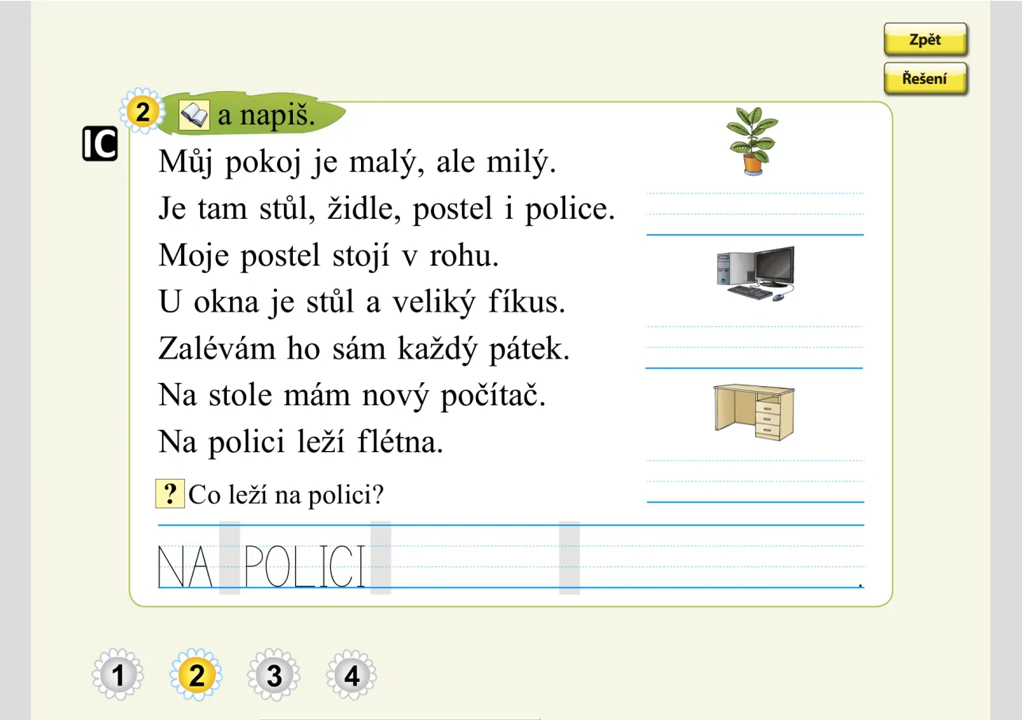 Zpět
Řešení
2 a napiš.
IC
Můj pokoj je malý, ale milý.
Je tam stůl, židle, postel i police.
Moje postel stojí v rohu.
U okna je stůl a veliký fíkus.
Zalévám ho sám každý pátek.
Na stole mám nový počítač.
Na polici leží flétna.
? Co leží na polici?
NA POLICI .
1 2 3 4